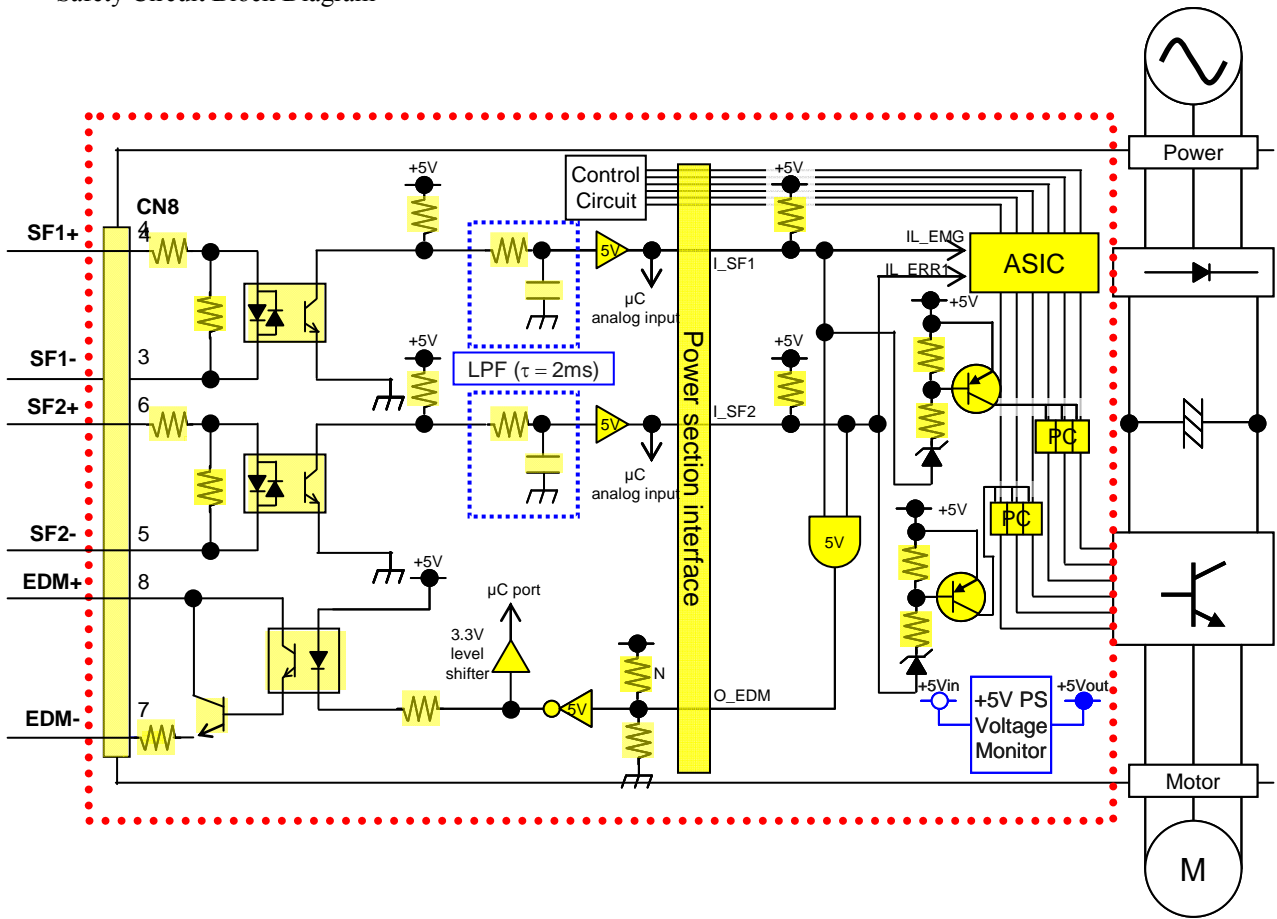 Safety Circuit Block Diagram
Power
+5V
Control
Circuit
+5V
CN8
4
4
SF1+
5V
I_SF1
IL_EMG
IL_ERR1
ASIC
µC
analog input
+5V
SF1-
3
+5V
LPF (τ = 2ms)
+5V
SF2+
6
5V
I_SF2
PC
µC
analog input
Power section interface
SF2-
5
+5V
PC
5V
+5V
EDM+
8
µC port
3.3V
level
shifter
N
EDM-
7
5V
O_EDM
+5Vin
+5V PS
Voltage
Monitor
+5Vout
Motor
M